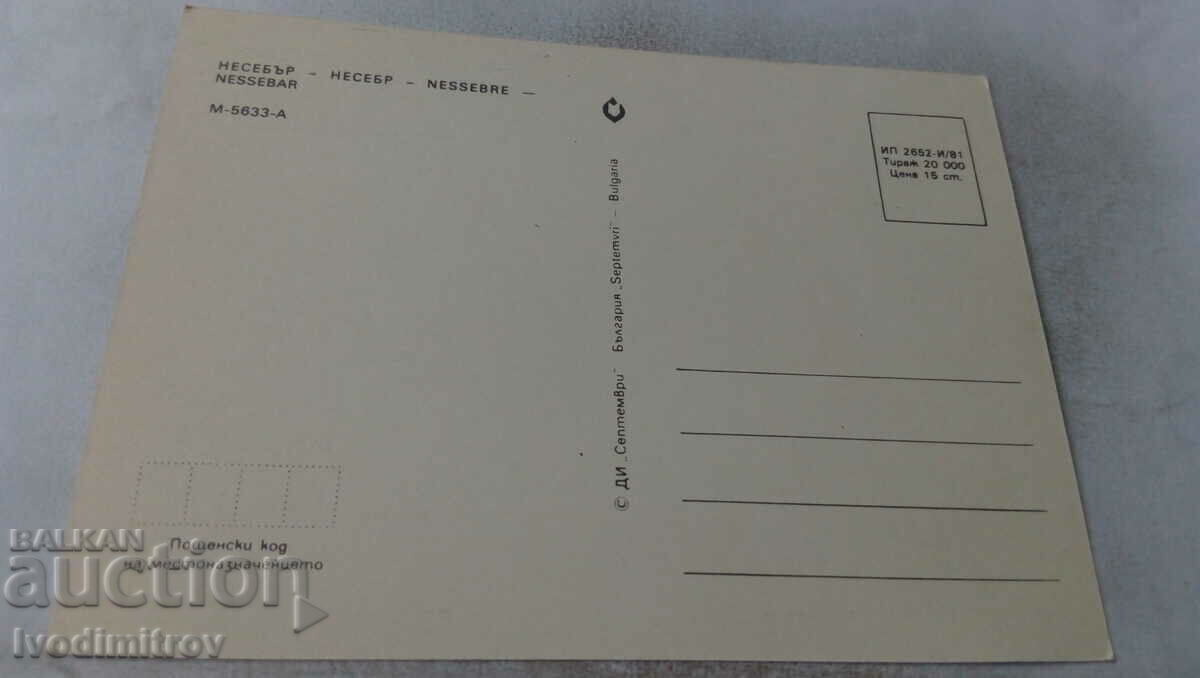 НЕСЕБЪР – НЕСЕБР – NESSEBRE –
NESSEBAR
М-5633-А
ИП 2652-И/81
Тираж 20 000
Цена 15 ст.
© ДИ „Септември" България „Septemvri" – Bulgaria
Пощенски код
на местоназначението
BALKAN
auction
Ivodimitrov